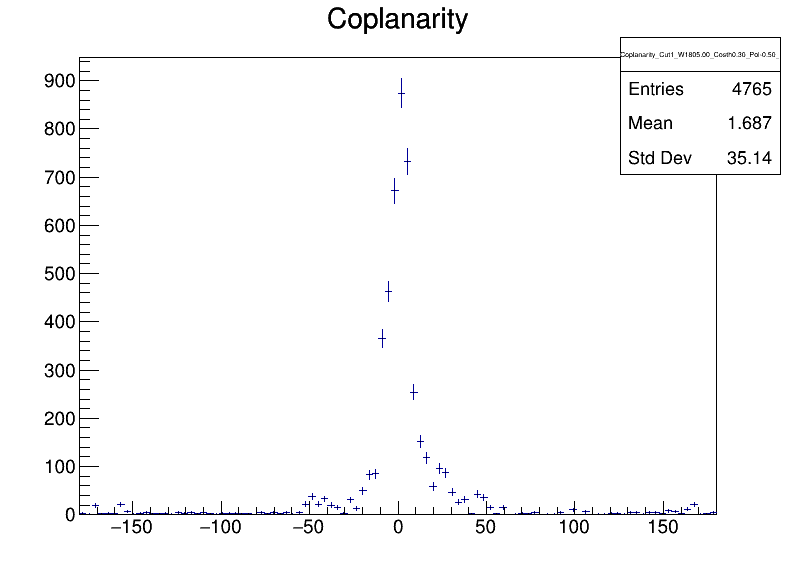 Coplanarity
Coplanarity_Cut1_W1805.00_Costh0.30_Pol-0.50_
Entries 4765
Mean 1.687
Std Dev 35.14
900
800
700
600
500
400
300
200
100
0
−150 −100 −50 0 50 100 150